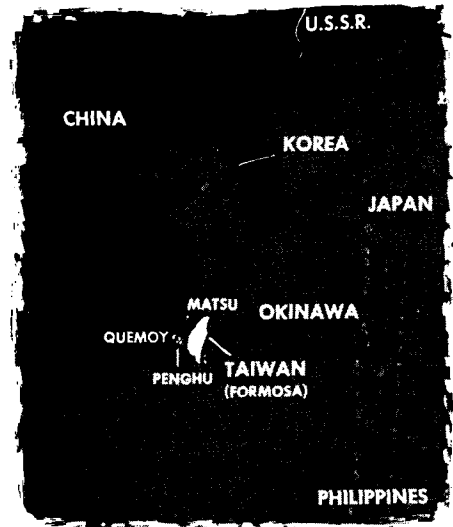 U.S.S.R.
CHINA
KOREA
JAPAN
MATSU
OKINAWA
QUEMOY
PENGHU
TAIWAN
(FORMOSA)
PHILIPPINES